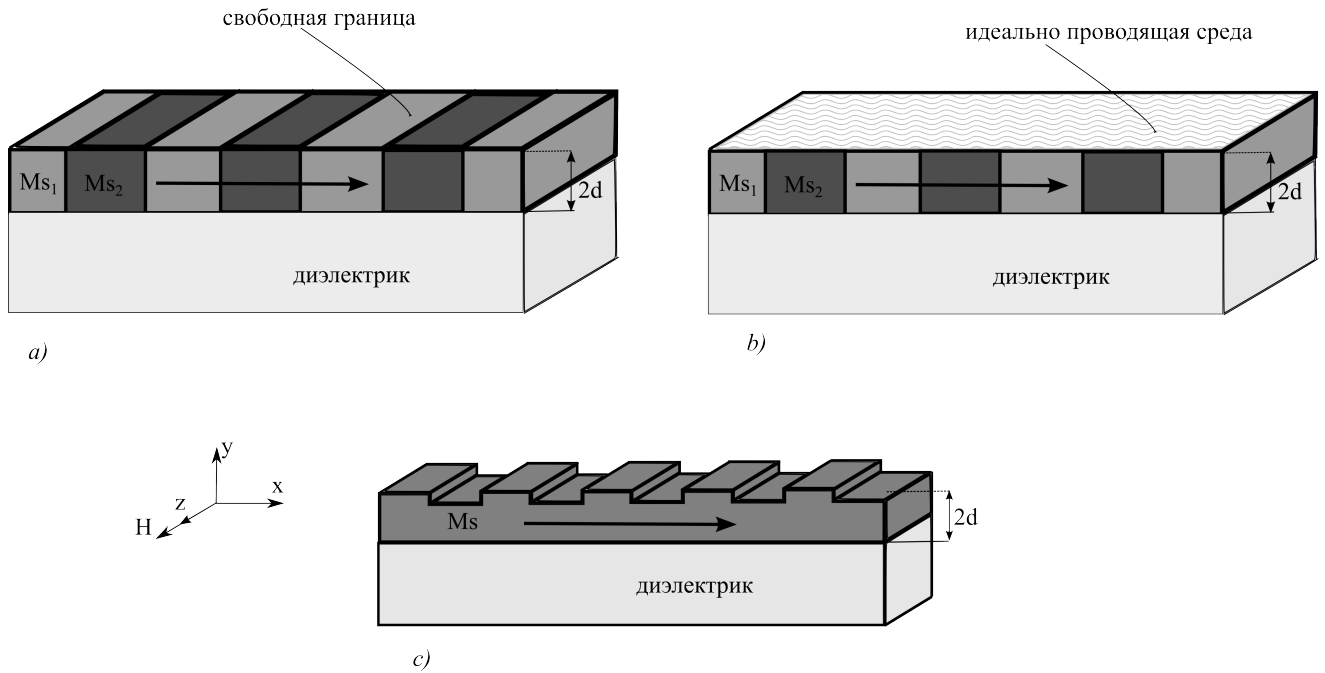 свободная граница
идеально проводящая среда
Ms₁ Ms₂ 2d
Ms₁ Ms₂ 2d
диэлектрик
диэлектрик
a)
b)
y
x
z
H
Ms 2d
диэлектрик
c)